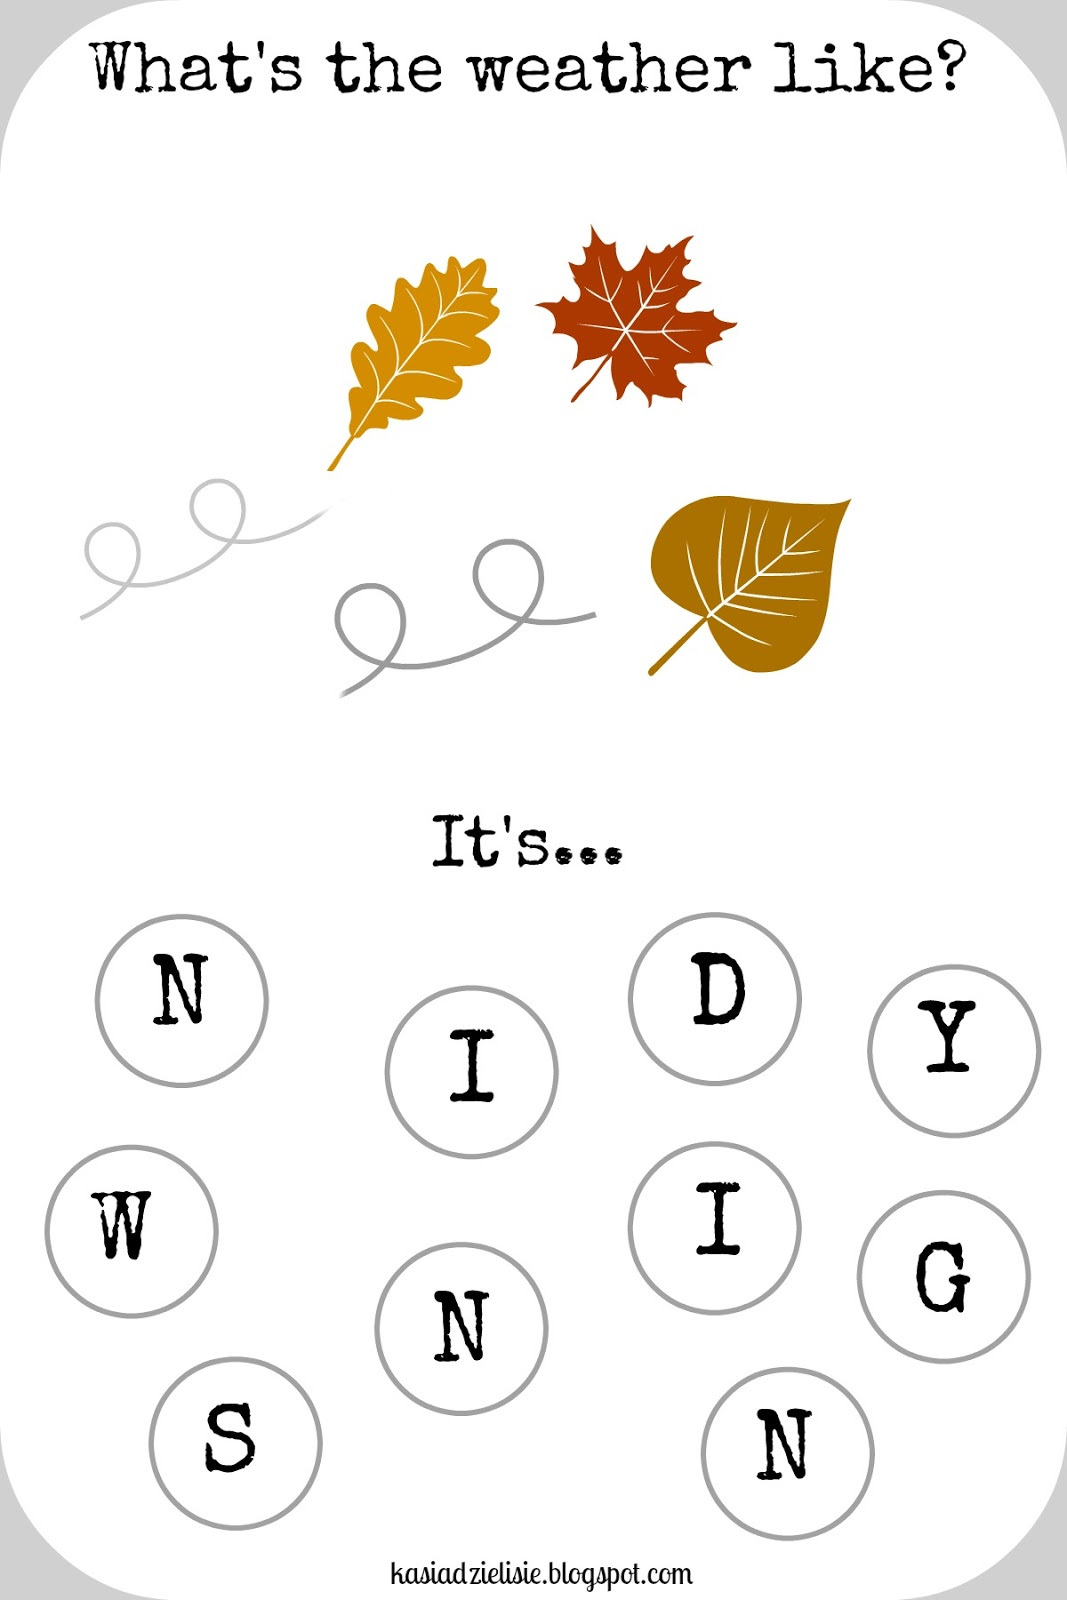 What's the weather like?
It's...
N I D Y
W N I G
S N
kasiadzielisie.blogspot.com